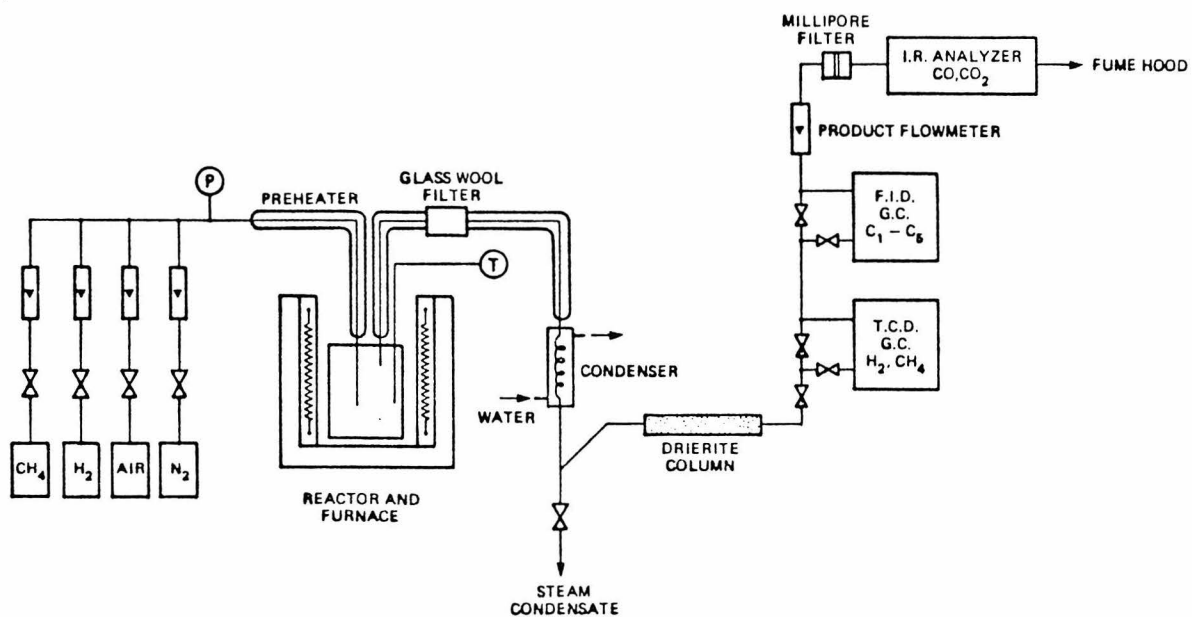 MILLIPORE
FILTER
I.R. ANALYZER
CO,CO2
FUME HOOD
PRODUCT FLOWMETER
P
PREHEATER
GLASS WOOL
FILTER
F.I.D.
G.C.
C1 – C5
T
T.C.D.
G.C.
H2, CH4
CONDENSER
WATER
DRIERITE
COLUMN
CH4
H2
AIR
N2
REACTOR AND
FURNACE
STEAM
CONDENSATE